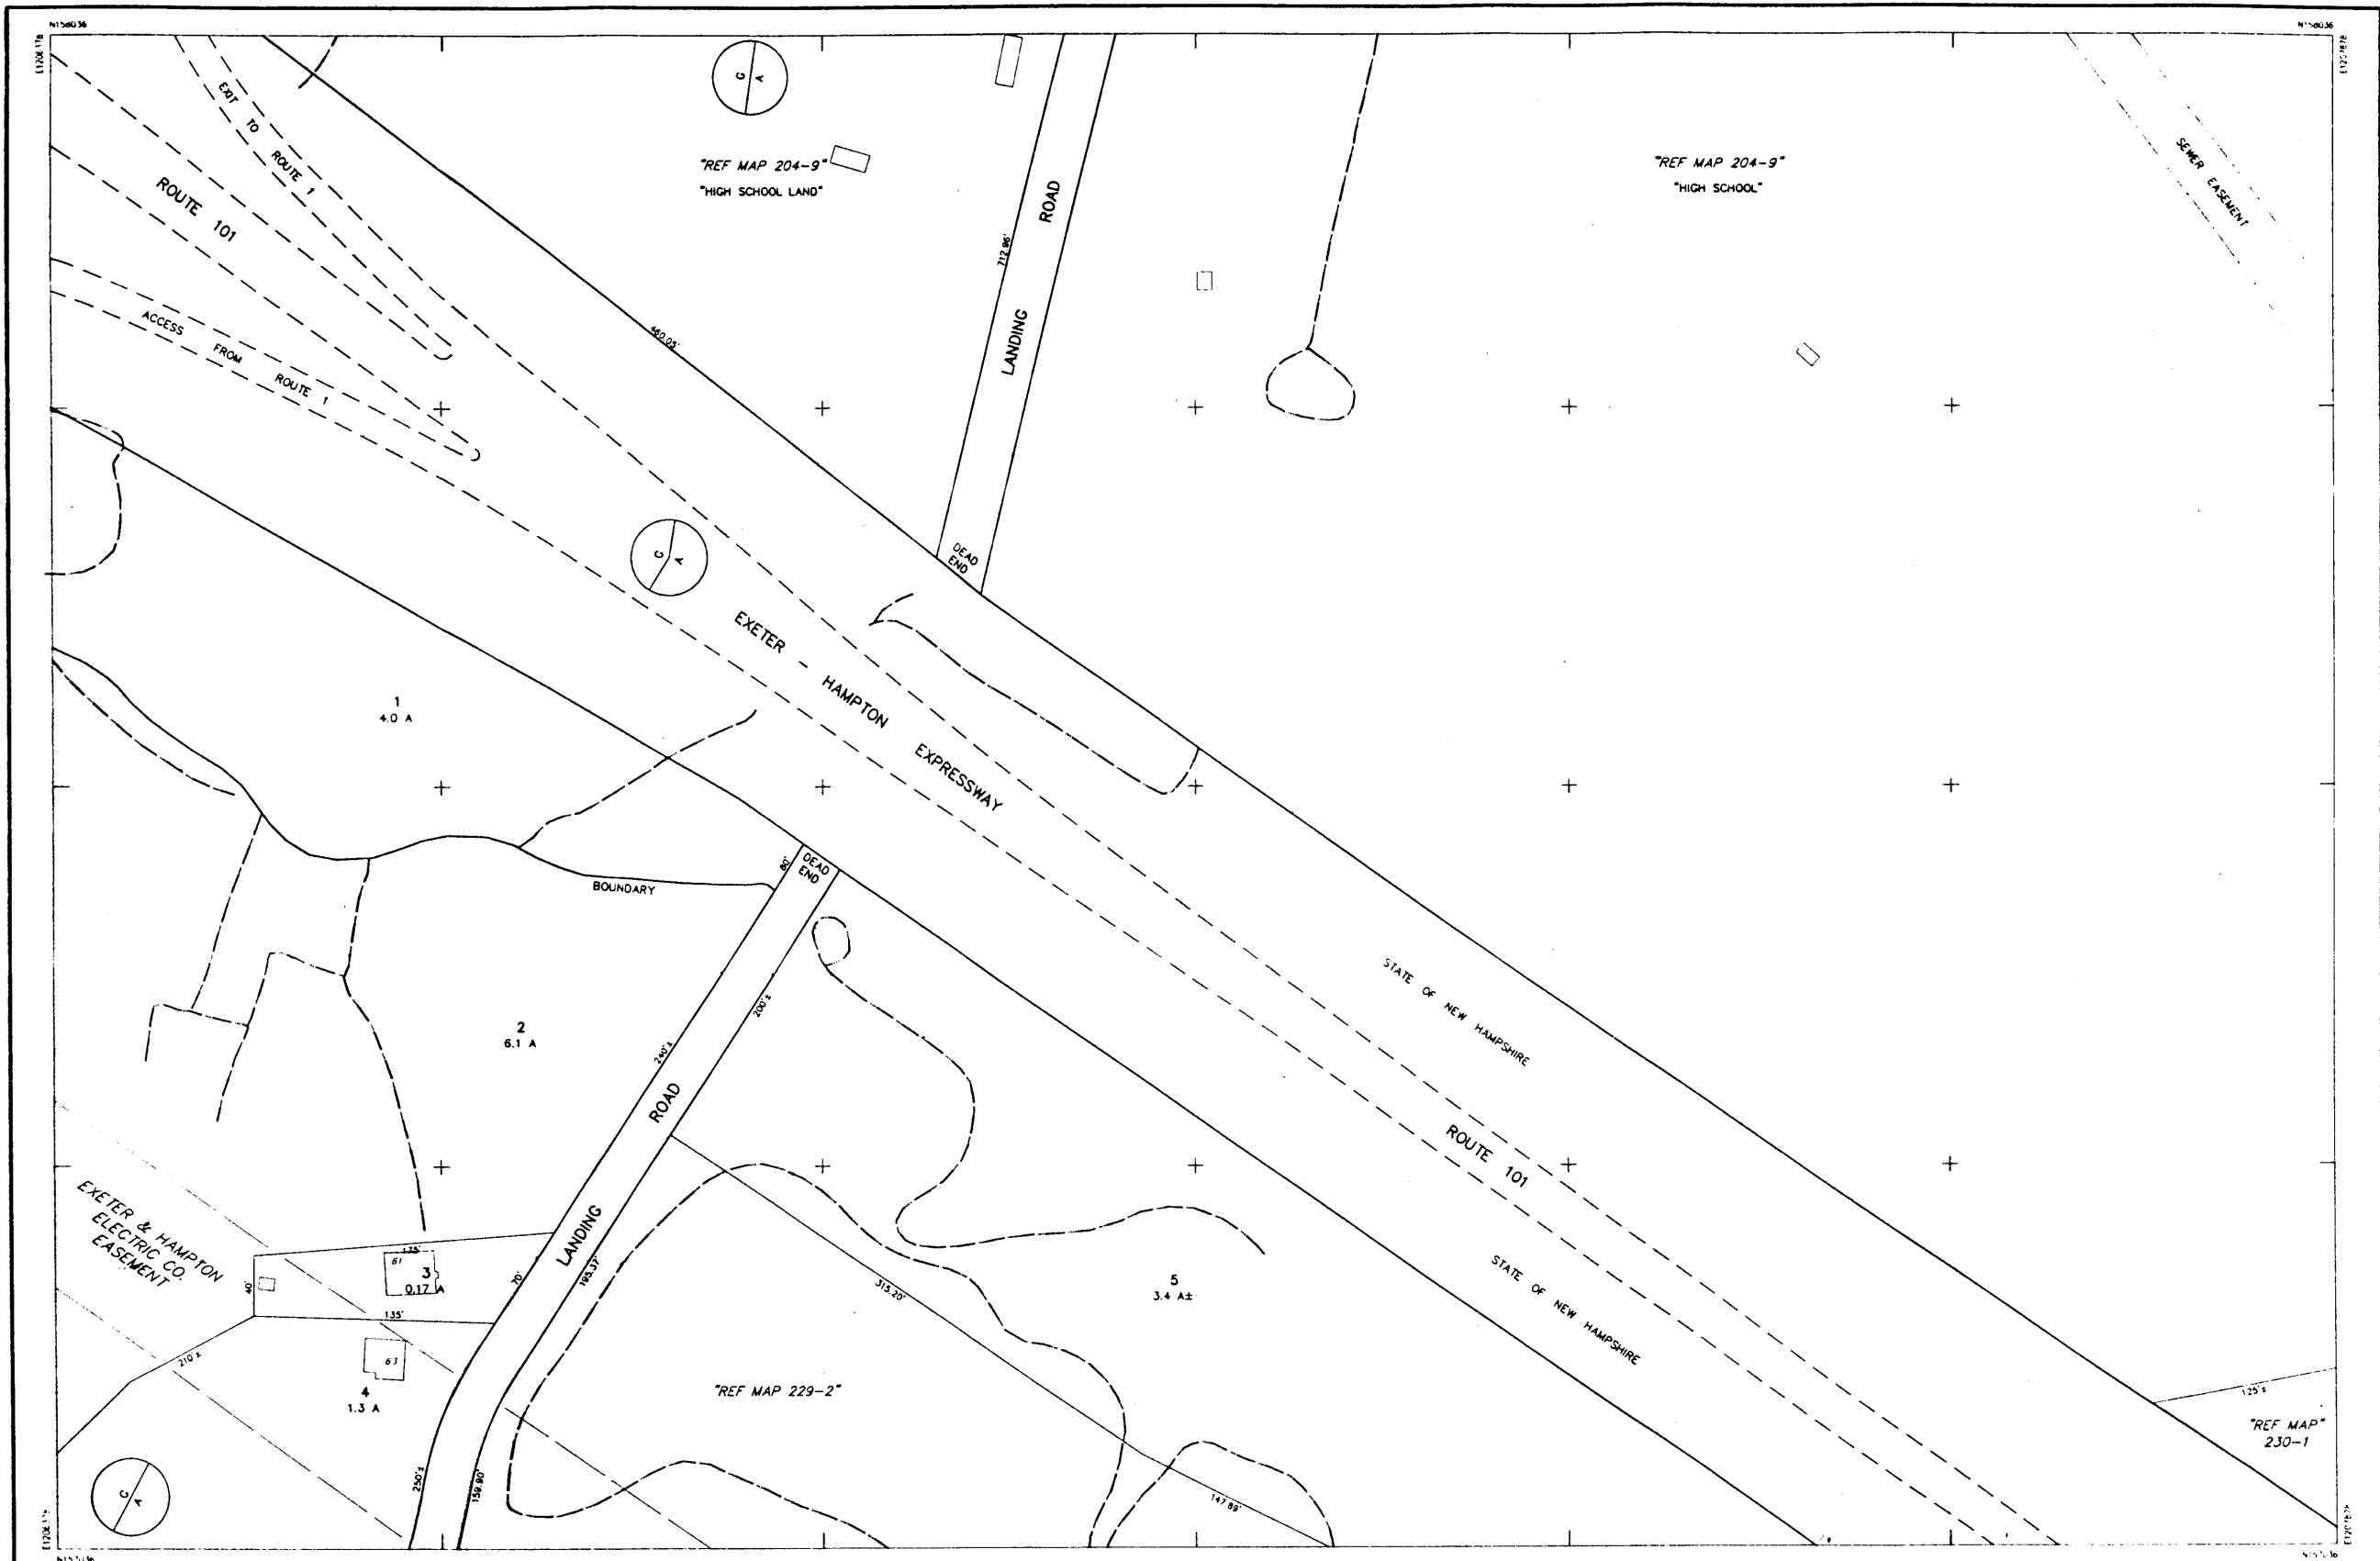 N158036
N158036
G
A
EXIT TO ROUTE 1
"REF MAP 204-9"
"HIGH SCHOOL LAND"
"REF MAP 204-9"
"HIGH SCHOOL"
SEWER EASEMENT
ROUTE 101
LANDING ROAD
712.96'
ACCESS FROM ROUTE 1
460.05'
DEAD
END
G
A
EXETER - HAMPTON EXPRESSWAY
1
4.0 A
80'
DEAD
END
BOUNDARY
200'±
2
6.1 A
240'±
LANDING ROAD
STATE OF NEW HAMPSHIRE
ROUTE 101
STATE OF NEW HAMPSHIRE
EXETER & HAMPTON
ELECTRIC CO.
EASEMENT
175'
61
3
0.17 A
40'
70'
195.37'
135'
315.20'
5
3.4 A±
210'±
63
4
1.3 A
"REF MAP 229-2"
125'±
"REF MAP"
230-1
G
A
250'±
159.90'
147.89'